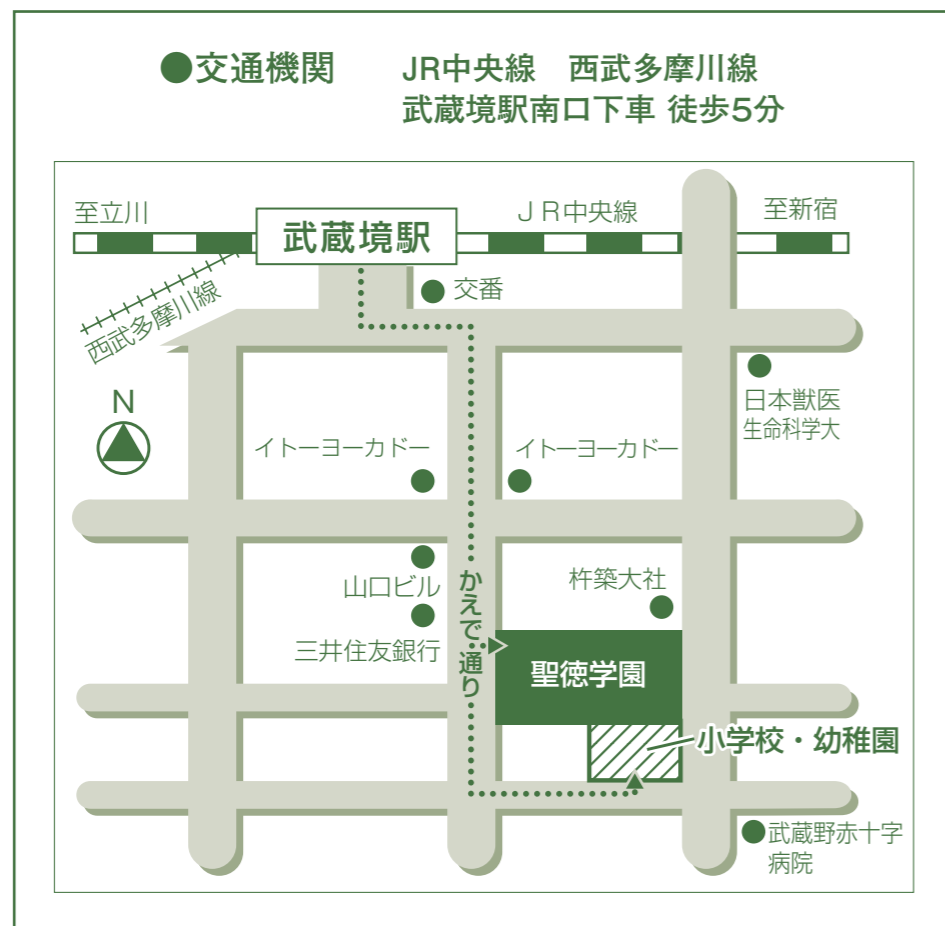 ●交通機関 JR中央線 西武多摩川線
武蔵境駅南口下車 徒歩5分
至立川
武蔵境駅
JR中央線
至新宿
西武多摩川線
交番
N
日本獣医
生命科学大
イトーヨーカドー
イトーヨーカドー
山口ビル
三井住友銀行
かえで通り
杵築大社
聖徳学園
小学校・幼稚園
武蔵野赤十字
病院